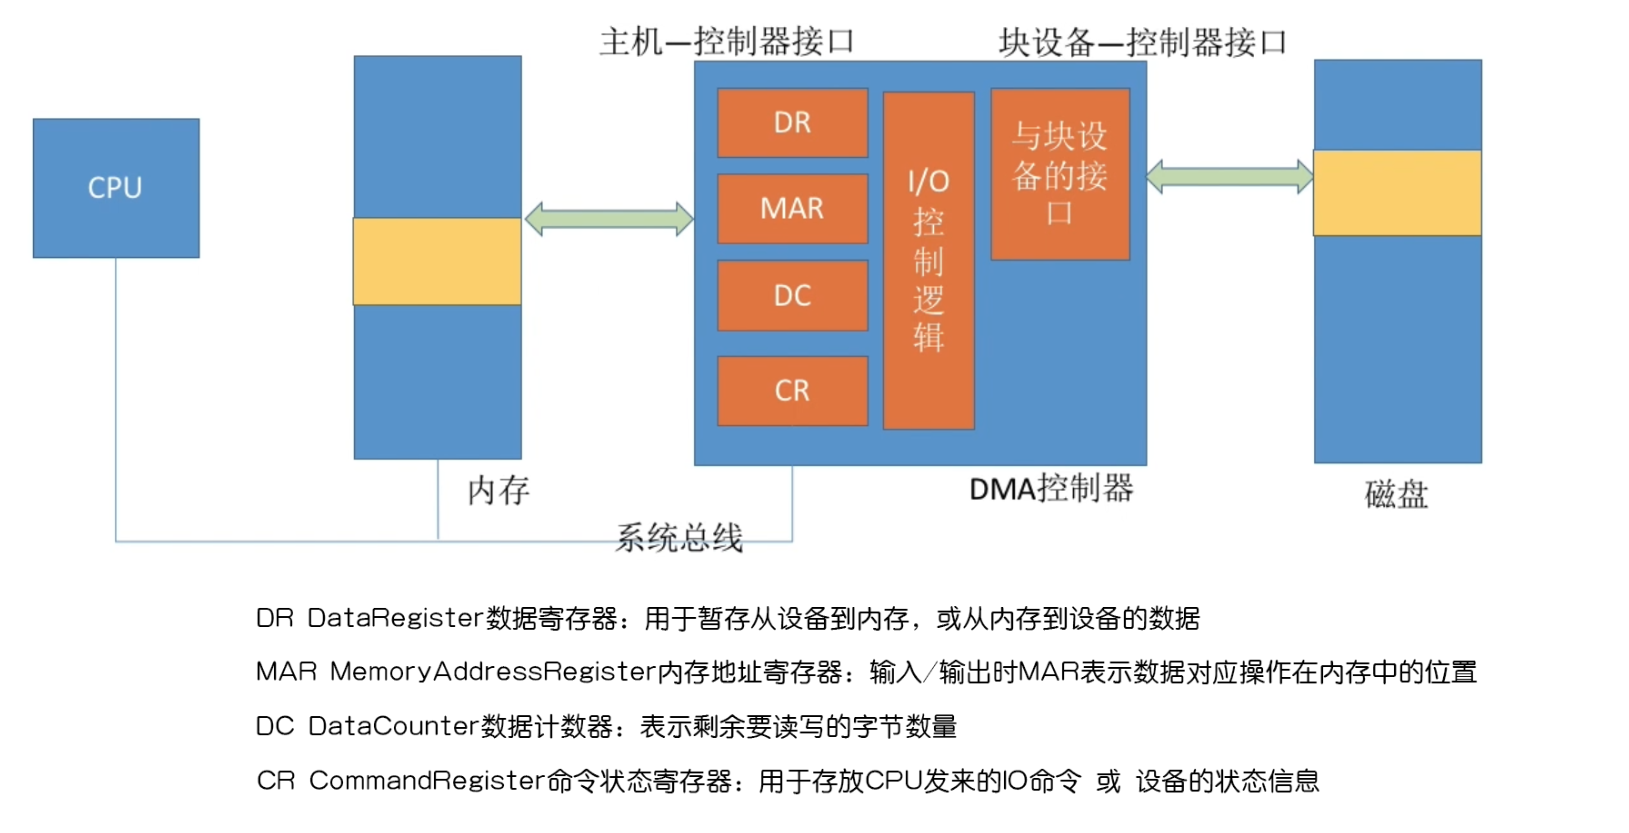 主机—控制器接口
块设备—控制器接口
CPU
DR
MAR
DC
CR
I/O
控
制
逻
辑
与块设
备的接
口
内存
DMA控制器
磁盘
系统总线
DR DataRegister数据寄存器：用于暂存从设备到内存，或从内存到设备的数据
MAR MemoryAddressRegister内存地址寄存器：输入/输出时MAR表示数据对应操作在内存中的位置
DC DataCounter数据计数器：表示剩余要读写的字节数量
CR CommandRegister命令状态寄存器：用于存放CPU发来的IO命令 或 设备的状态信息